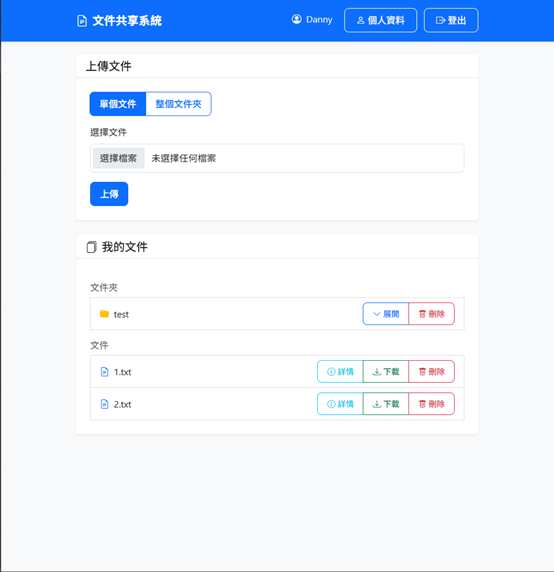 文件共享系統 Danny 個人資料 登出
上傳文件
單個文件 整個文件夾
選擇文件
選擇檔案 未選擇任何檔案
上傳
我的文件
文件夾
test 展開 刪除
文件
1.txt 詳情 下載 刪除
2.txt 詳情 下載 刪除